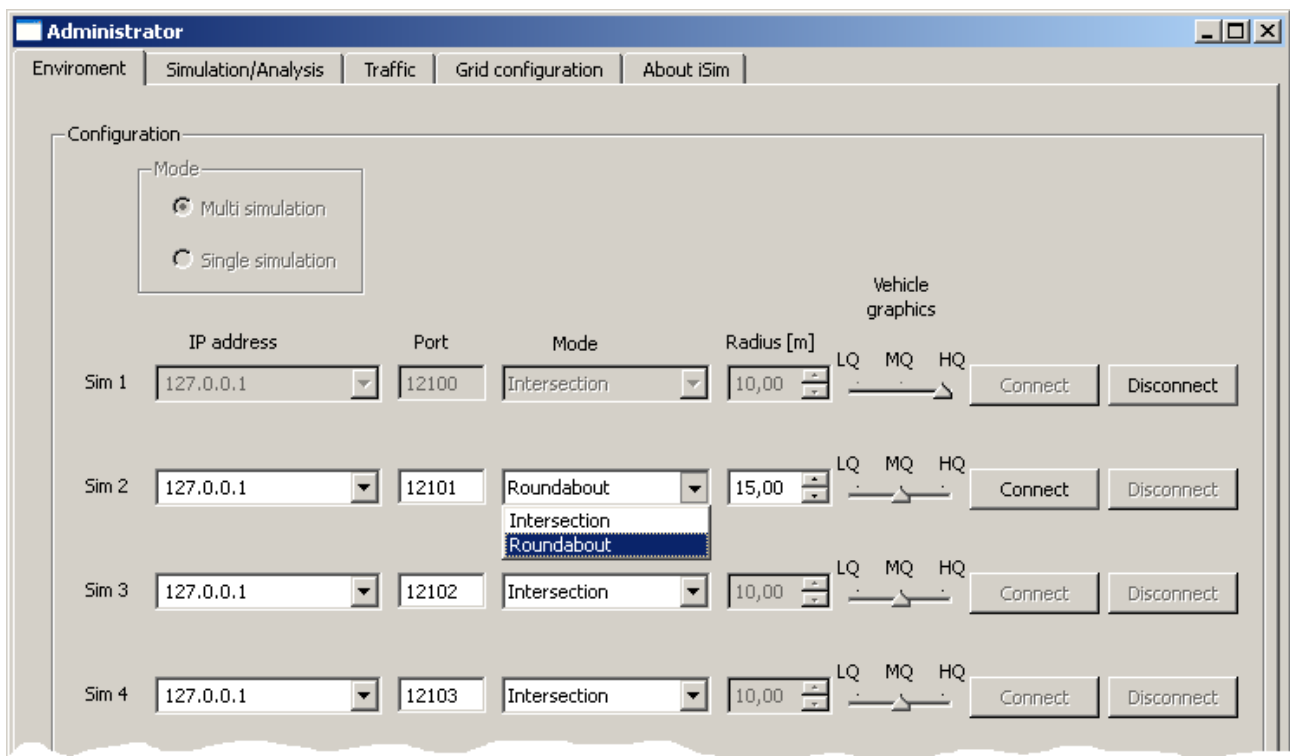 Administrator
Enviroment Simulation/Analysis Traffic Grid configuration About iSim
Configuration
Mode
Multi simulation
Single simulation
Vehicle
graphics
IP address Port Mode Radius [m]
LQ MQ HQ
Sim 1 127.0.0.1 12100 Intersection 10,00 Connect Disconnect
LQ MQ HQ
Sim 2 127.0.0.1 12101 Roundabout 15,00 Connect Disconnect
Intersection
Roundabout
LQ MQ HQ
Sim 3 127.0.0.1 12102 Intersection 10,00 Connect Disconnect
LQ MQ HQ
Sim 4 127.0.0.1 12103 Intersection 10,00 Connect Disconnect